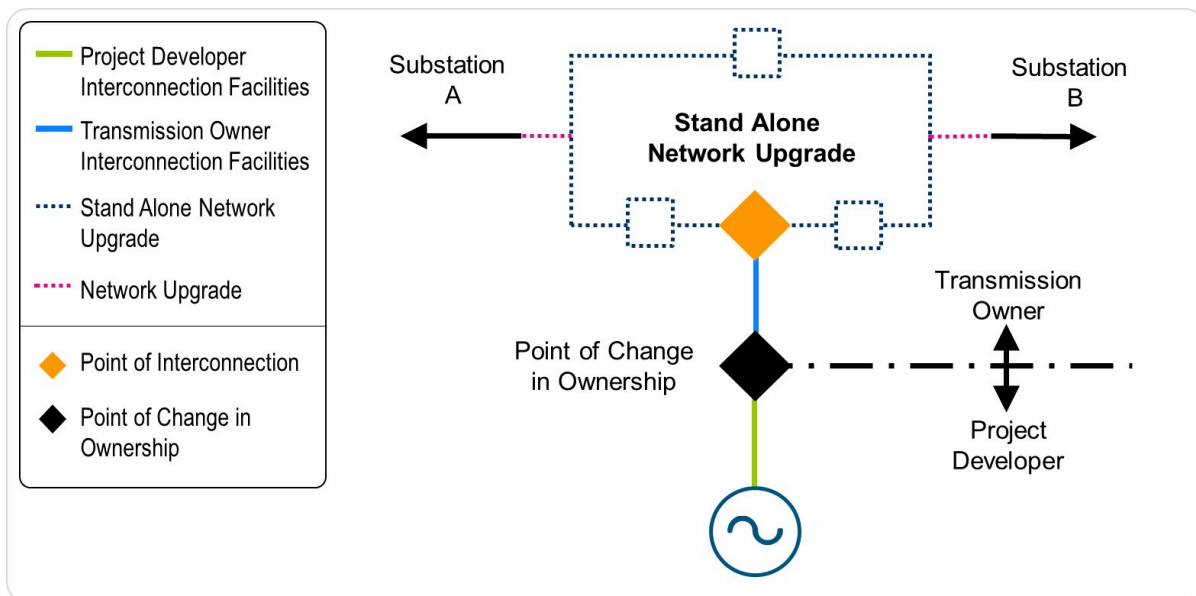 Project Developer
Interconnection Facilities
Transmission Owner
Interconnection Facilities
Stand Alone Network
Upgrade
Network Upgrade
Point of Interconnection
Point of Change in
Ownership
Substation
A
Substation
B
Stand Alone
Network Upgrade
Transmission
Owner
Point of Change
in Ownership
Project
Developer